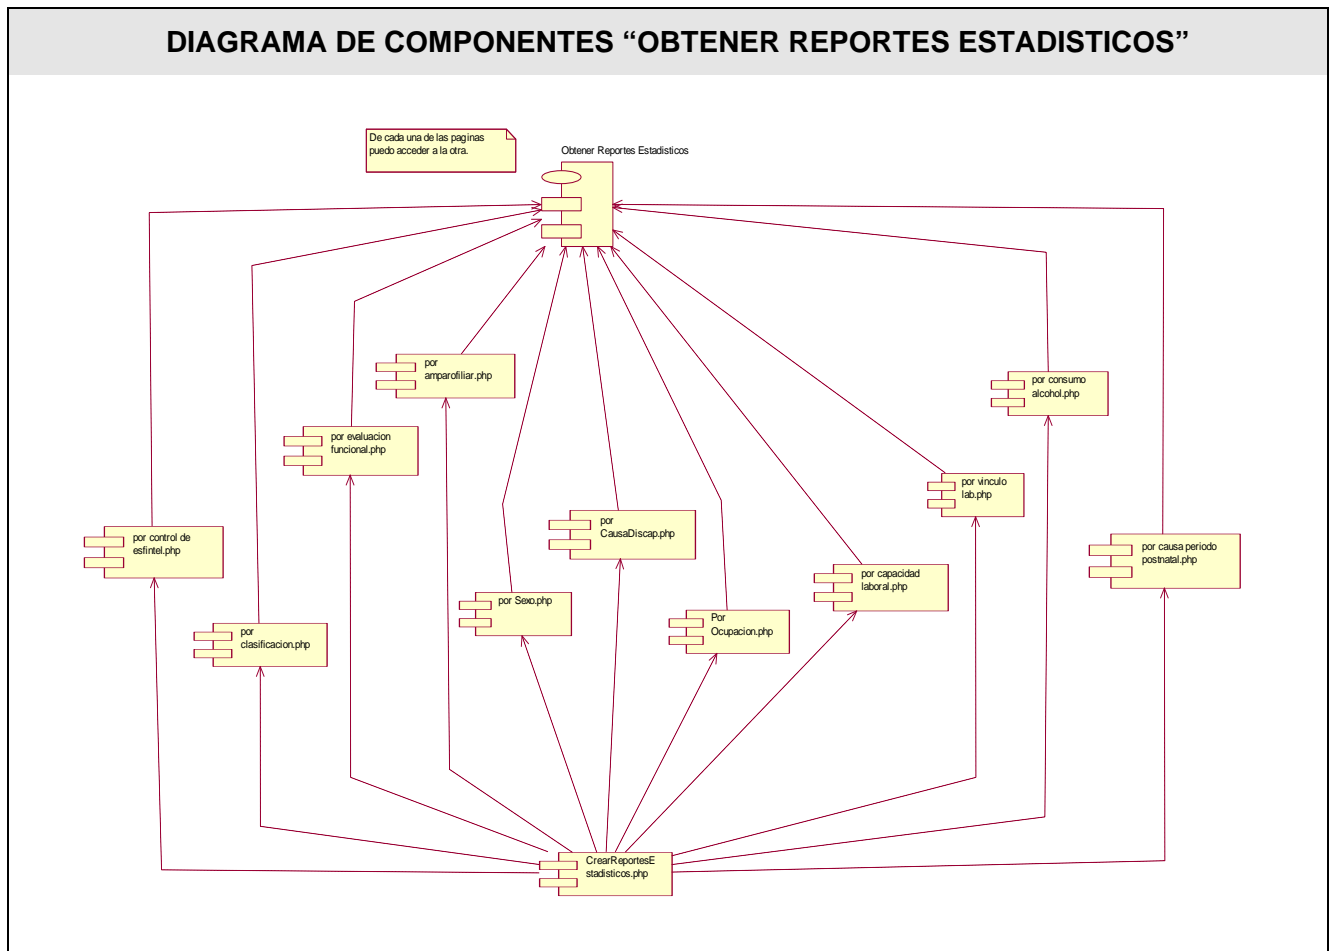 DIAGRAMA DE COMPONENTES “OBTENER REPORTES ESTADISTICOS”
De cada una de las paginas
puedo acceder a la otra.
Obtener Reportes Estadisticos
por
amparofiliar.php
por consumo
alcohol.php
por evaluacion
funcional.php
por vinculo
lab.php
por
CausaDiscap.php
por control de
esfintel.php
por causa periodo
postnatal.php
por capacidad
laboral.php
por Sexo.php
Por
Ocupacion.php
por
clasificacion.php
CrearReportesE
stadisticos.php